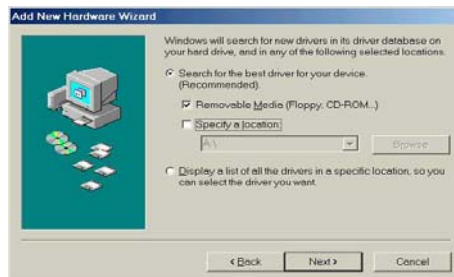 Add New Hardware Wizard
Windows will search for new drivers in its driver database on
your hard drive, and in any of the following selected locations.
Search for the best driver for your device.
(Recommended).
Removable Media (Floppy, CD-ROM...)
Specify a location:
A:\
Browse
Display a list of all the drivers in a specific location, so you
can select the driver you want.
< Back
Next >
Cancel